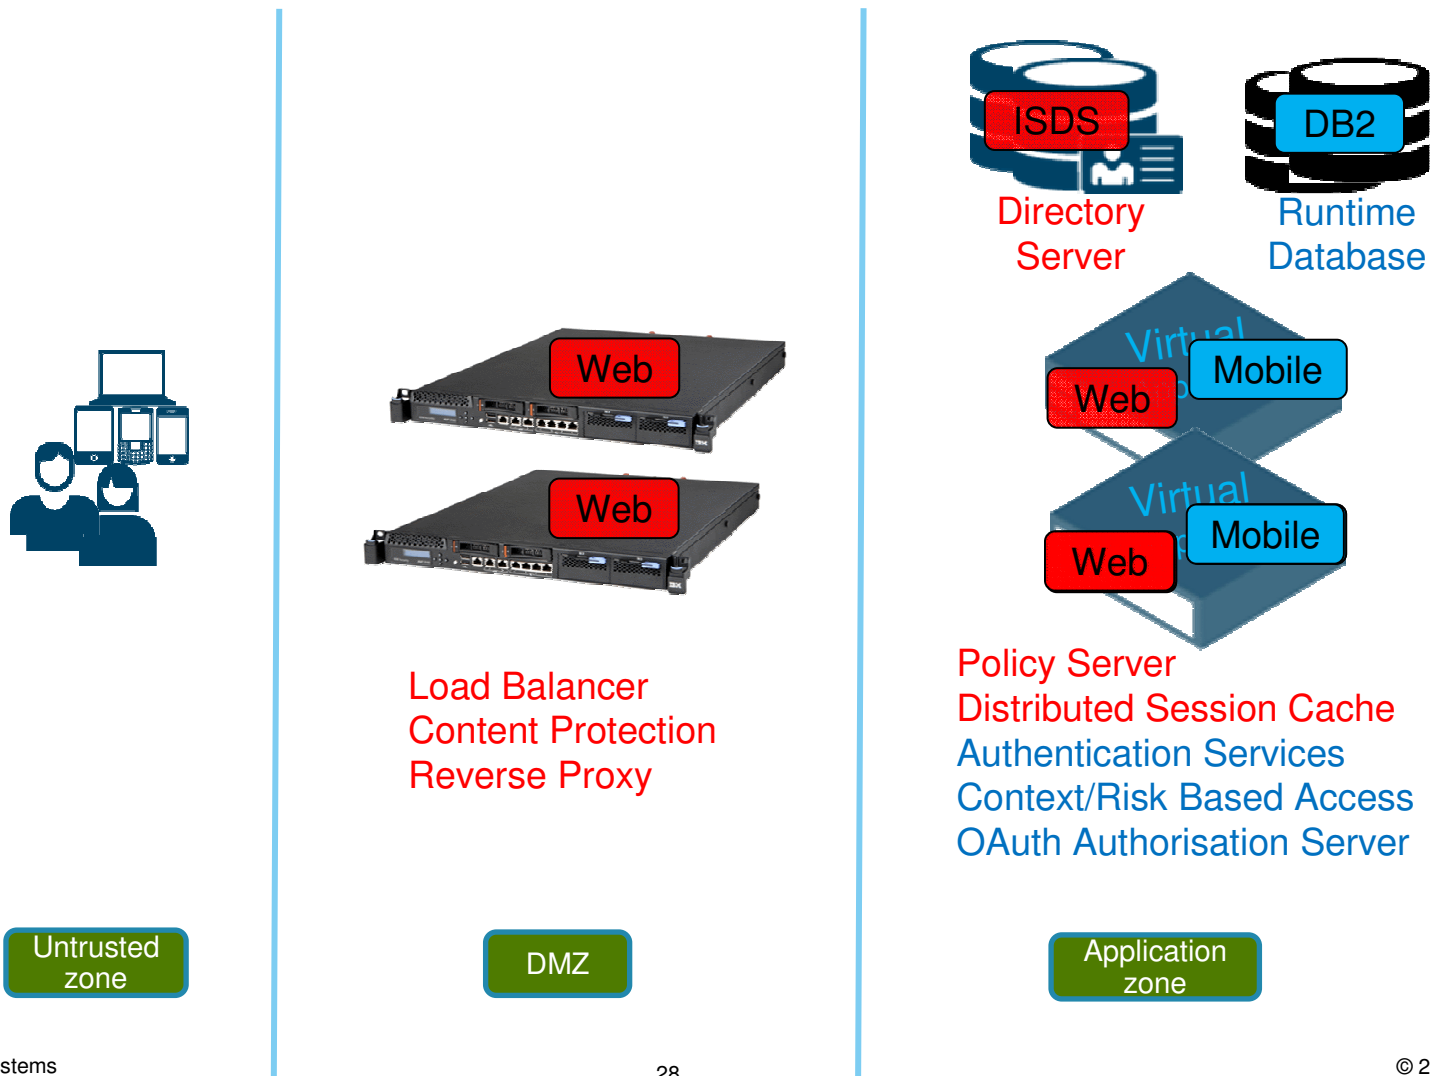 ISDS
DB2
Directory
Server
Runtime
Database
Virtual
Mobile
Web
Web
Virtual
Mobile
Web
Web
Policy Server
Distributed Session Cache
Authentication Services
Context/Risk Based Access
OAuth Authorisation Server
Load Balancer
Content Protection
Reverse Proxy
Untrusted
zone
DMZ
Application
zone
stems
28
© 2